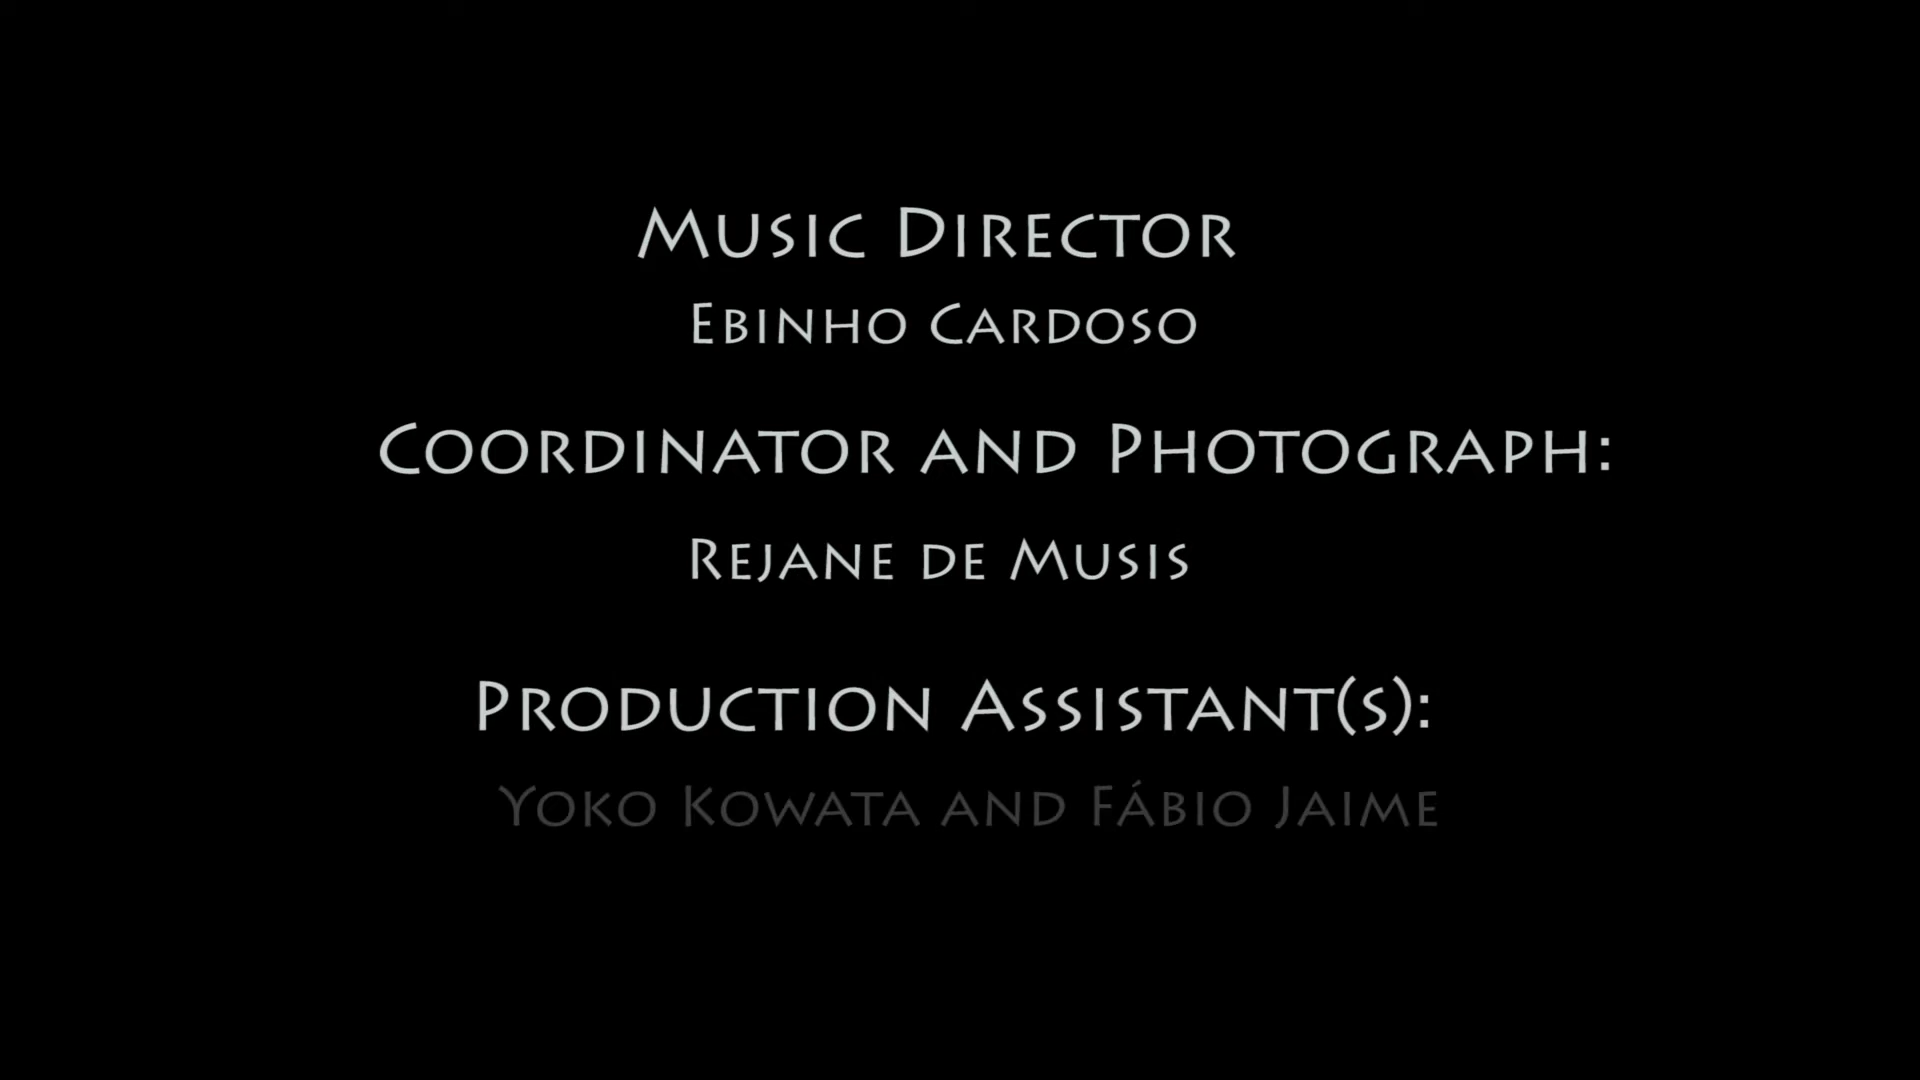 Music Director
Ebinho Cardoso
Coordinator and Photograph:
Rejane de Musis
Production Assistant(s):
Yoko Kowata and Fábio Jaime